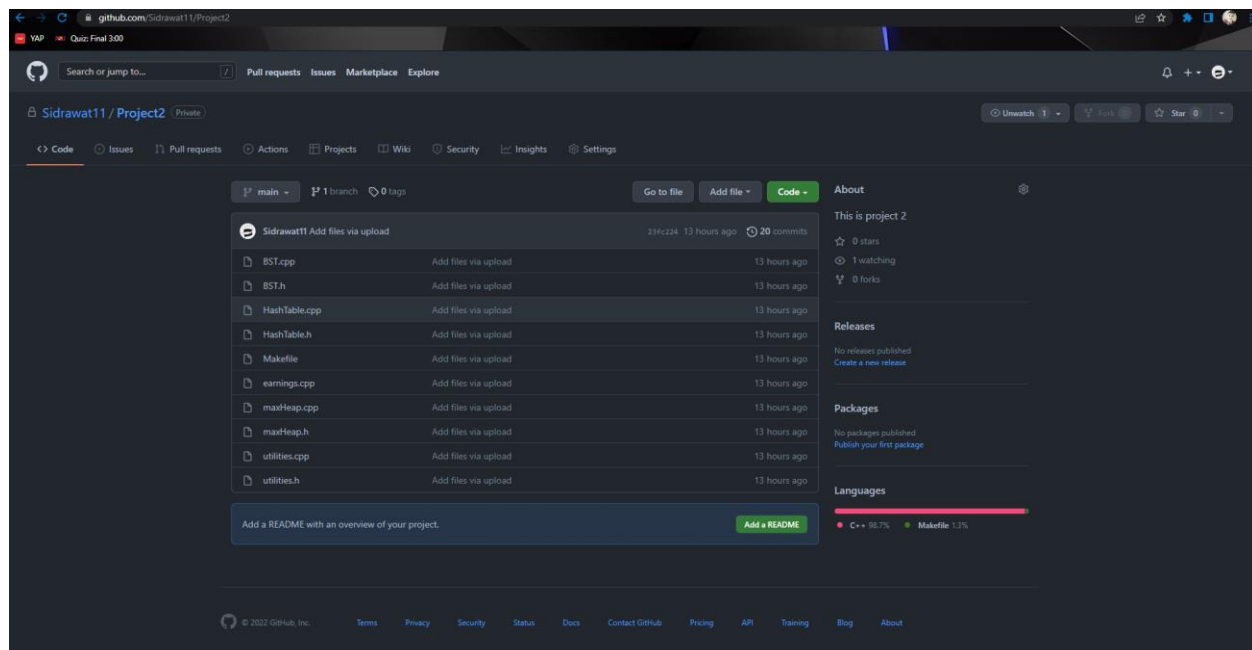 github.com/Sidrawat11/Project2
YAP Quiz: Final 3:00
Search or jump to... / Pull requests Issues Marketplace Explore
Sidrawat11 / Project2 Private
Unwatch 1 Fork 0 Star 0
<> Code Issues Pull requests Actions Projects Wiki Security Insights Settings
main 1 branch 0 tags Go to file Add file Code
Sidrawat11 Add files via upload 23fc224 13 hours ago 20 commits
BST.cpp Add files via upload 13 hours ago
BST.h Add files via upload 13 hours ago
HashTable.cpp Add files via upload 13 hours ago
HashTable.h Add files via upload 13 hours ago
Makefile Add files via upload 13 hours ago
earnings.cpp Add files via upload 13 hours ago
maxHeap.cpp Add files via upload 13 hours ago
maxHeap.h Add files via upload 13 hours ago
utilities.cpp Add files via upload 13 hours ago
utilities.h Add files via upload 13 hours ago
Add a README with an overview of your project. Add a README
About
This is project 2
0 stars
1 watching
0 forks
Releases
No releases published
Create a new release
Packages
No packages published
Publish your first package
Languages
C++ 98.7% Makefile 1.3%
© 2022 GitHub, Inc. Terms Privacy Security Status Docs Contact GitHub Pricing API Training Blog About